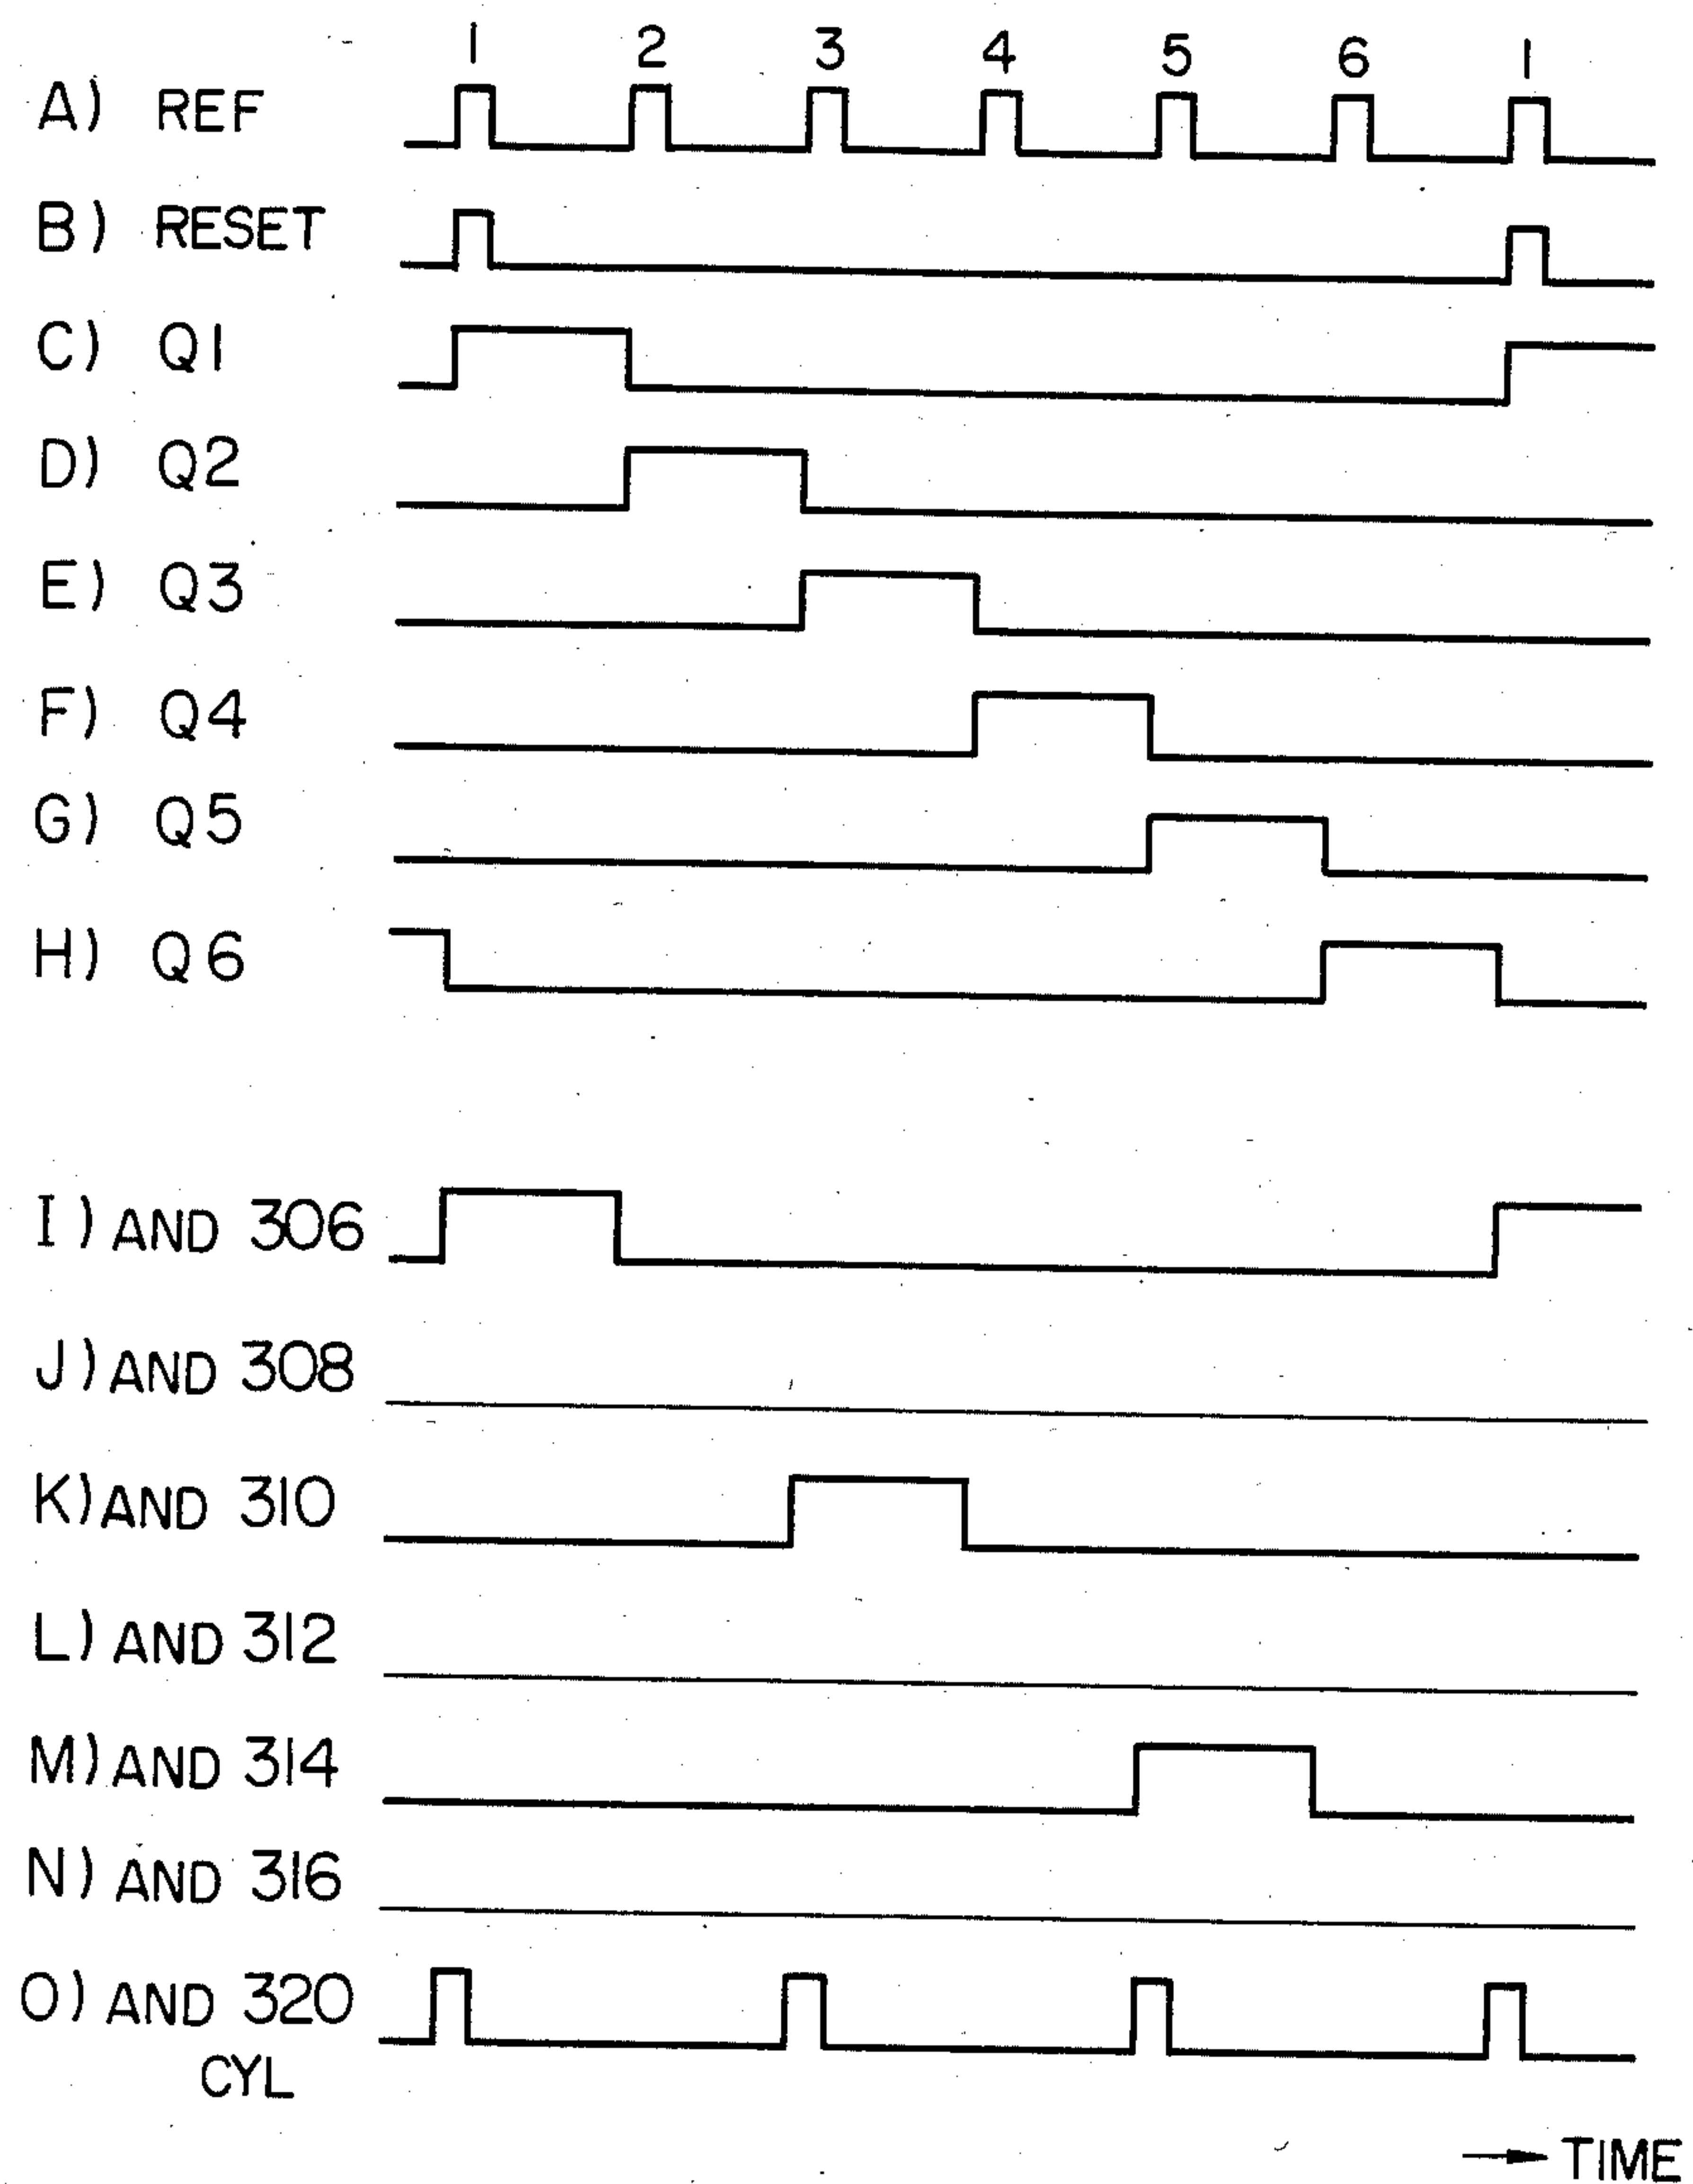 1 2 3 4 5 6 1
A) REF
B) RESET
C) Q1
D) Q2
E) Q3
F) Q4
G) Q5
H) Q6
I) AND 306
J) AND 308
K) AND 310
L) AND 312
M) AND 314
N) AND 316
O) AND 320
CYL
TIME